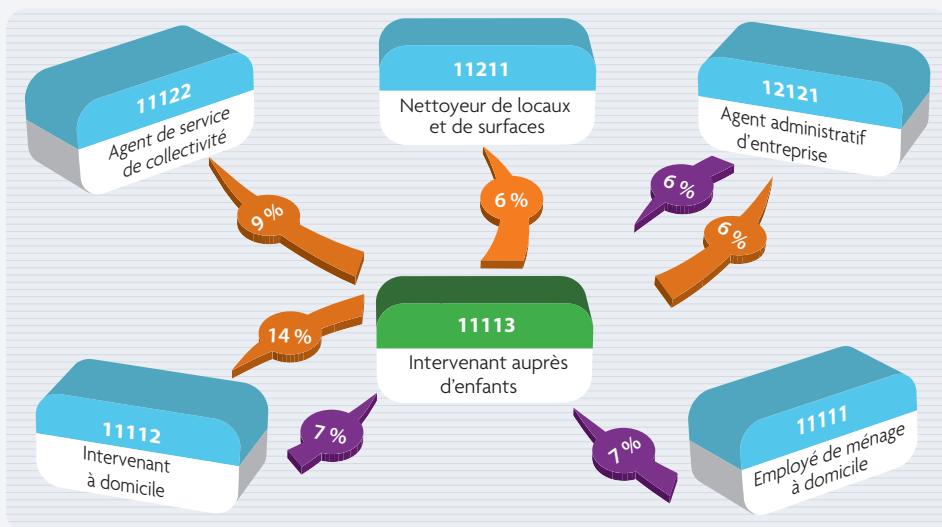 11122
Agent de service
de collectivité
11211
Nettoyeur de locaux
et de surfaces
12121
Agent administratif
d'entreprise
9 %
6 %
6 %
6 %
11113
Intervenant auprès
d'enfants
14 %
7 %
7 %
11112
Intervenant
à domicile
11111
Employé de ménage
à domicile